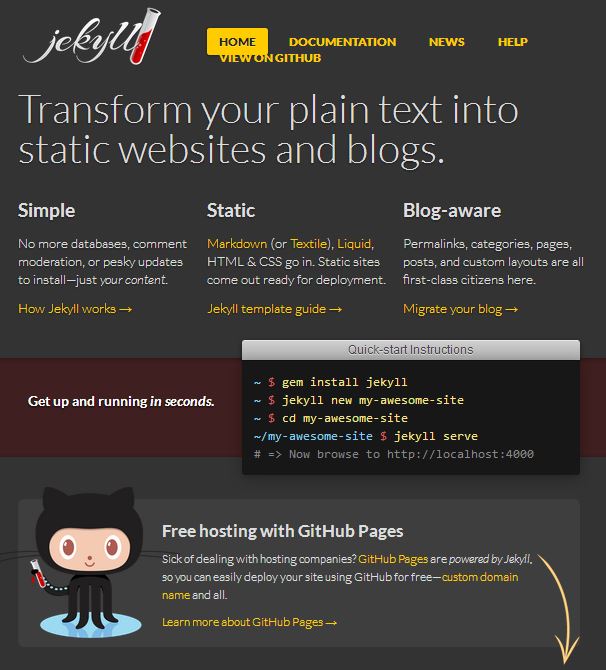 jekyll
HOME DOCUMENTATION NEWS HELP
VIEW ON GITHUB
Transform your plain text into
static websites and blogs.
Simple
No more databases, comment
moderation, or pesky updates
to install—just your content.
How Jekyll works →
Static
Markdown (or Textile), Liquid,
HTML & CSS go in. Static sites
come out ready for deployment.
Jekyll template guide →
Blog-aware
Permalinks, categories, pages,
posts, and custom layouts are all
first-class citizens here.
Migrate your blog →
Get up and running in seconds.
Quick-start Instructions
~ $ gem install jekyll
~ $ jekyll new my-awesome-site
~ $ cd my-awesome-site
~/my-awesome-site $ jekyll serve
# => Now browse to http://localhost:4000
Free hosting with GitHub Pages
Sick of dealing with hosting companies? GitHub Pages are powered by Jekyll,
so you can easily deploy your site using GitHub for free—custom domain
name and all.
Learn more about GitHub Pages →